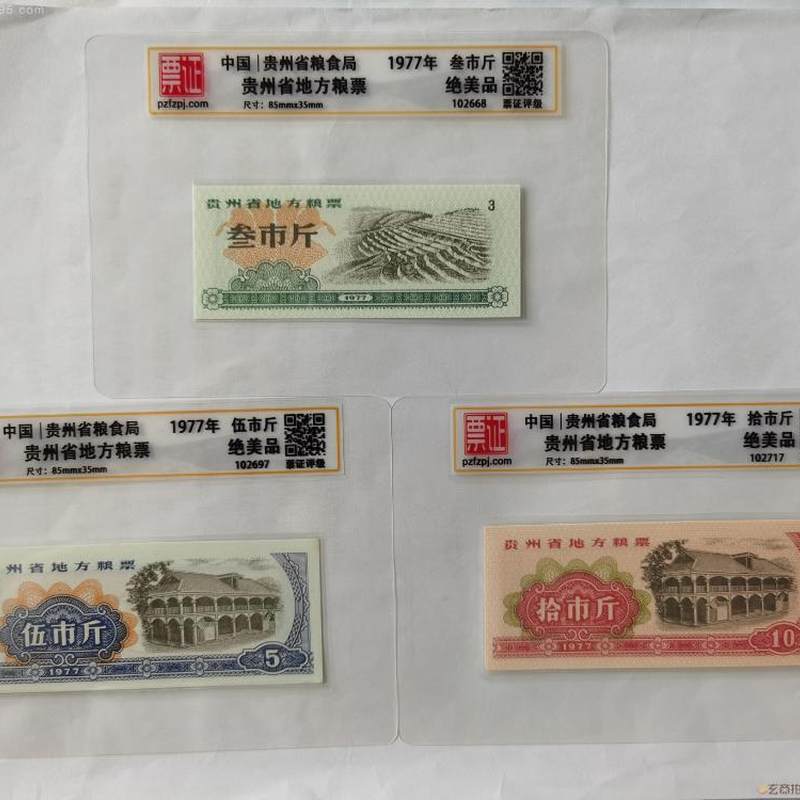 95 com
票证
pzfzpj.com
中国|贵州省粮食局 1977年 叁市斤
贵州省地方粮票 绝美品
尺寸：85mmx35mm 102668 票证评级
贵州省地方粮票 3
叁市斤
1977
中国|贵州省粮食局 1977年 伍市斤
贵州省地方粮票 绝美品
尺寸：85mmx35mm 102697 票证评级
州省地方粮票
伍市斤
5
1977
票证
pzfzpj.com
中国|贵州省粮食局 1977年 拾市斤
贵州省地方粮票 绝美品
尺寸：85mmx35mm 102717
贵州省地方粮票
拾市斤
10
1977
玄商拍